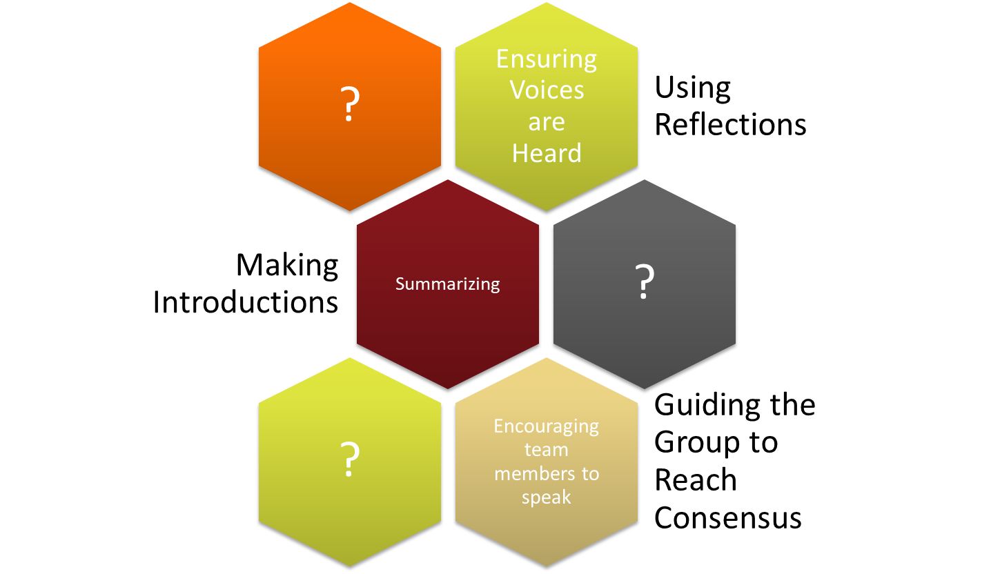 ?
Ensuring
Voices
are
Heard
Using
Reflections
Making
Introductions
Summarizing
?
?
Encouraging
team
members to
speak
Guiding the
Group to
Reach
Consensus